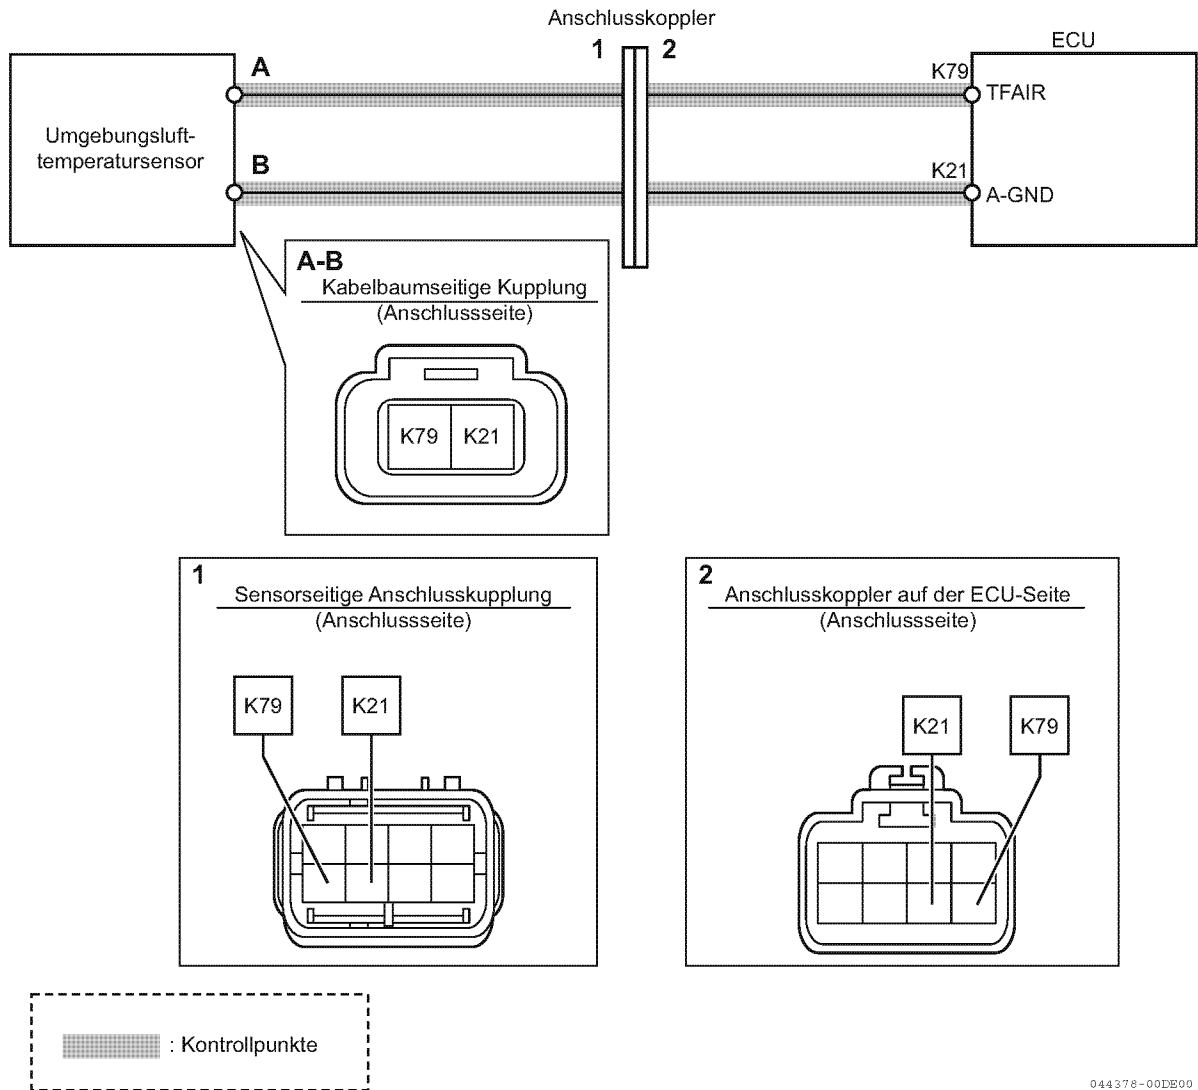 Anschlusskoppler
1 2
ECU
A
K79
TFAIR
Umgebungsluft-
temperatursensor
B
K21
A-GND
A-B
Kabelbaumseitige Kupplung
(Anschlussseite)
K79 K21
1
Sensorseitige Anschlusskupplung
(Anschlussseite)
K79 K21
2
Anschlusskoppler auf der ECU-Seite
(Anschlussseite)
K21 K79
: Kontrollpunkte
044378-00DE90